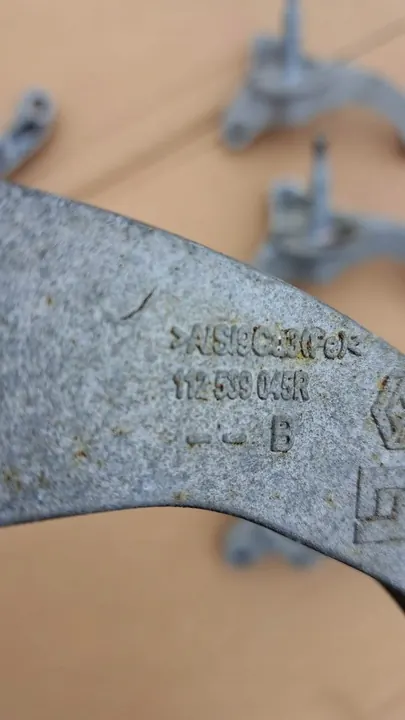 >AlSi9Cu3(Fe)<
112 539 045R
-- B